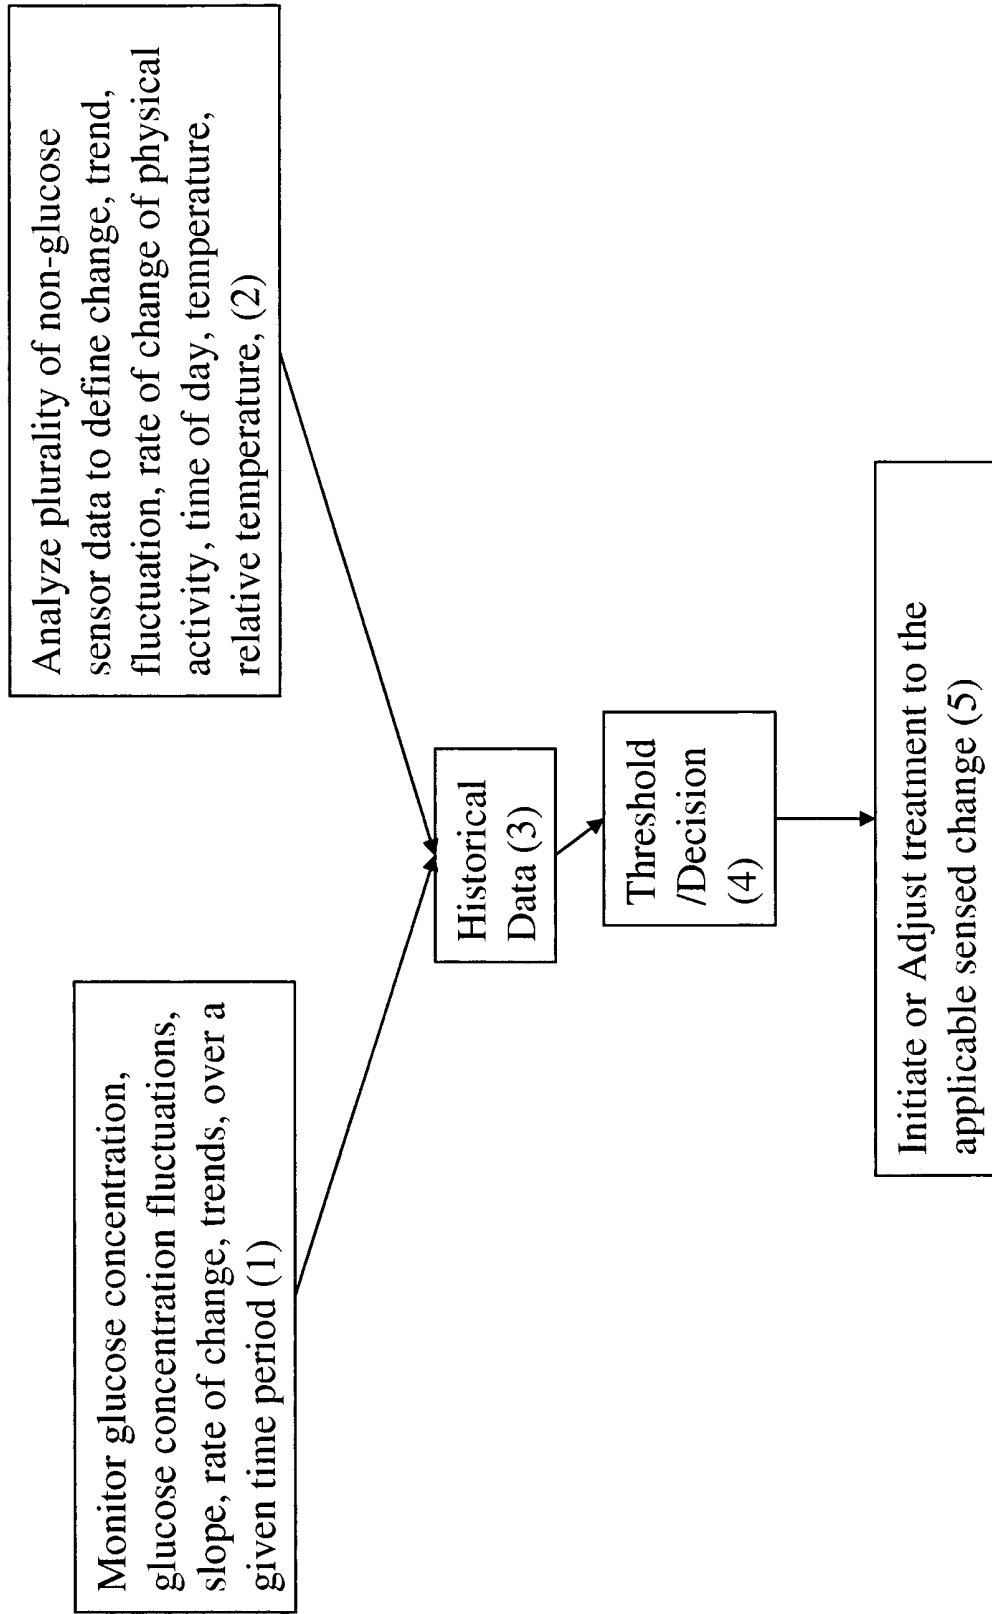 Monitor glucose concentration,
glucose concentration fluctuations,
slope, rate of change, trends, over a
given time period (1)
Analyze plurality of non-glucose
sensor data to define change, trend,
fluctuation, rate of change of physical
activity, time of day, temperature,
relative temperature, (2)
Historical
Data (3)
Threshold
/Decision
(4)
Initiate or Adjust treatment to the
applicable sensed change (5)